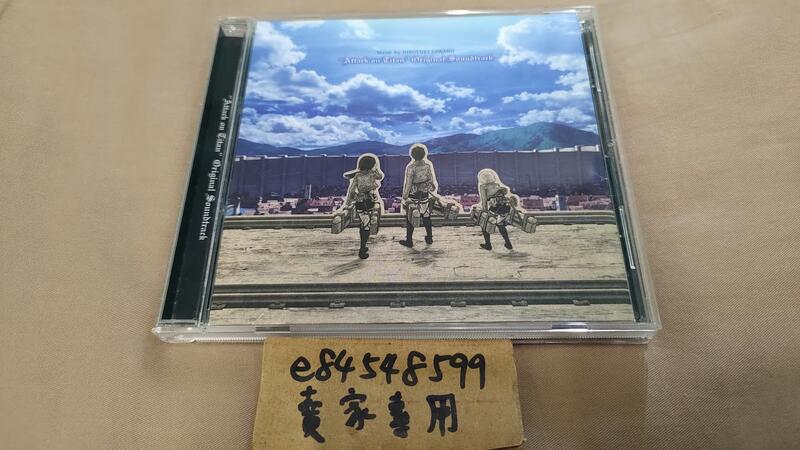 Music by HIROYUKI SAWANO
"Attack on Titan" Original Soundtrack
"Attack on Titan" Original Soundtrack
e84548599
賣家專用